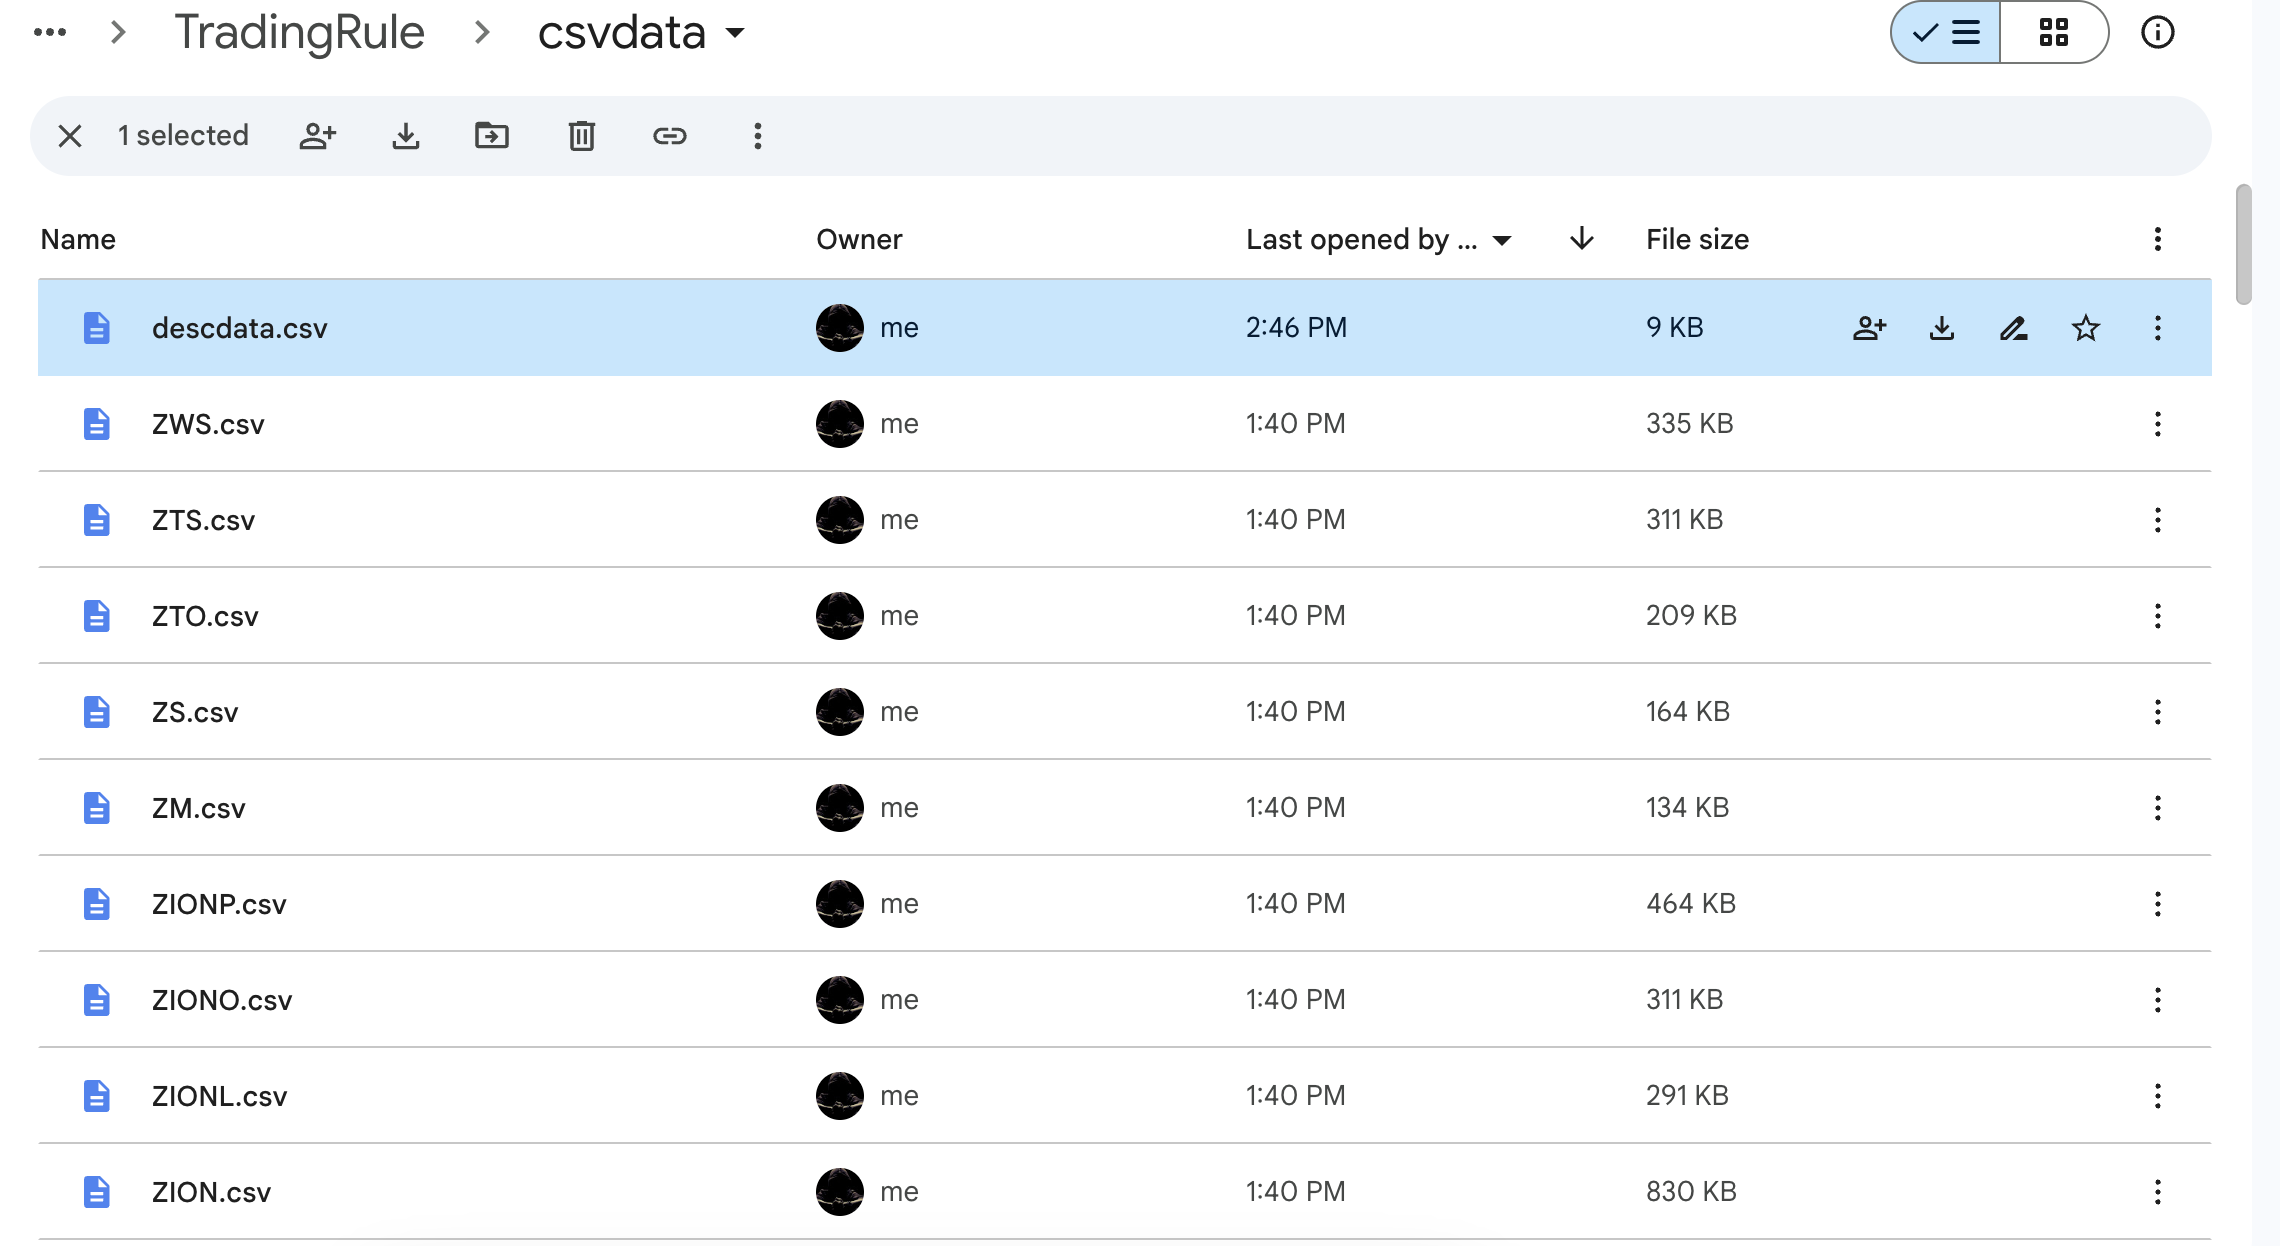 TradingRule csvdata
1 selected
Name Owner Last opened by ... File size
descdata.csv me 2:46 PM 9 KB
ZWS.csv me 1:40 PM 335 KB
ZTS.csv me 1:40 PM 311 KB
ZTO.csv me 1:40 PM 209 KB
ZS.csv me 1:40 PM 164 KB
ZM.csv me 1:40 PM 134 KB
ZIONP.csv me 1:40 PM 464 KB
ZIONO.csv me 1:40 PM 311 KB
ZIONL.csv me 1:40 PM 291 KB
ZION.csv me 1:40 PM 830 KB